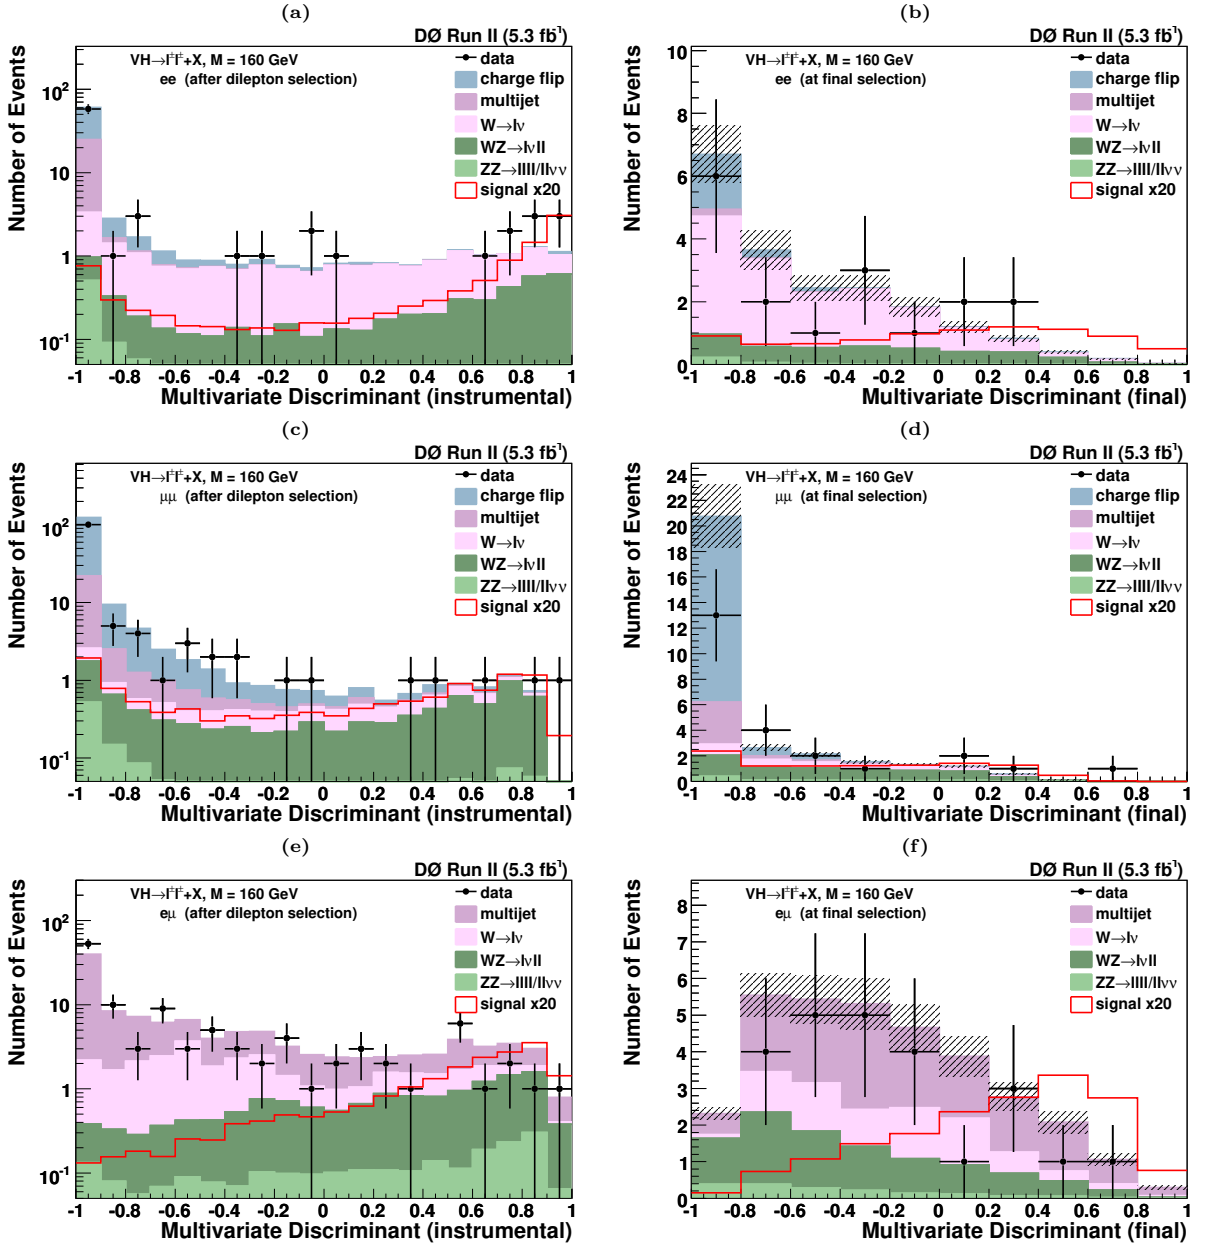 (a)
DØ Run II (5.3 fb⁻¹)
VH→l±l±+X, M = 160 GeV
ee (after dilepton selection)
data
charge flip
multijet
W→lν
WZ→lνll
ZZ→llll/llνν
signal x20
Number of Events
10²
10
1
10⁻¹
-1 -0.8 -0.6 -0.4 -0.2 0 0.2 0.4 0.6 0.8 1
Multivariate Discriminant (instrumental)
(b)
DØ Run II (5.3 fb⁻¹)
VH→l±l±+X, M = 160 GeV
ee (at final selection)
data
charge flip
multijet
W→lν
WZ→lνll
ZZ→llll/llνν
signal x20
Number of Events
10
8
6
4
2
0
-1 -0.8 -0.6 -0.4 -0.2 0 0.2 0.4 0.6 0.8 1
Multivariate Discriminant (final)
(c)
DØ Run II (5.3 fb⁻¹)
VH→l±l±+X, M = 160 GeV
μμ (after dilepton selection)
data
charge flip
multijet
W→lν
WZ→lνll
ZZ→llll/llνν
signal x20
Number of Events
10²
10
1
10⁻¹
-1 -0.8 -0.6 -0.4 -0.2 0 0.2 0.4 0.6 0.8 1
Multivariate Discriminant (instrumental)
(d)
DØ Run II (5.3 fb⁻¹)
VH→l±l±+X, M = 160 GeV
μμ (at final selection)
data
charge flip
multijet
W→lν
WZ→lνll
ZZ→llll/llνν
signal x20
Number of Events
24
22
20
18
16
14
12
10
8
6
4
2
0
-1 -0.8 -0.6 -0.4 -0.2 0 0.2 0.4 0.6 0.8 1
Multivariate Discriminant (final)
(e)
DØ Run II (5.3 fb⁻¹)
VH→l±l±+X, M = 160 GeV
eμ (after dilepton selection)
data
multijet
W→lν
WZ→lνll
ZZ→llll/llνν
signal x20
Number of Events
10²
10
1
10⁻¹
-1 -0.8 -0.6 -0.4 -0.2 0 0.2 0.4 0.6 0.8 1
Multivariate Discriminant (instrumental)
(f)
DØ Run II (5.3 fb⁻¹)
VH→l±l±+X, M = 160 GeV
eμ (at final selection)
data
multijet
W→lν
WZ→lνll
ZZ→llll/llνν
signal x20
Number of Events
8
7
6
5
4
3
2
1
0
-1 -0.8 -0.6 -0.4 -0.2 0 0.2 0.4 0.6 0.8 1
Multivariate Discriminant (final)